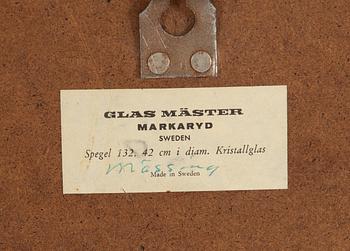 GLAS MÄSTER
MARKARYD
SWEDEN
Spegel 132. 42 cm i diam. Kristallglas
Mässing
Made in Sweden